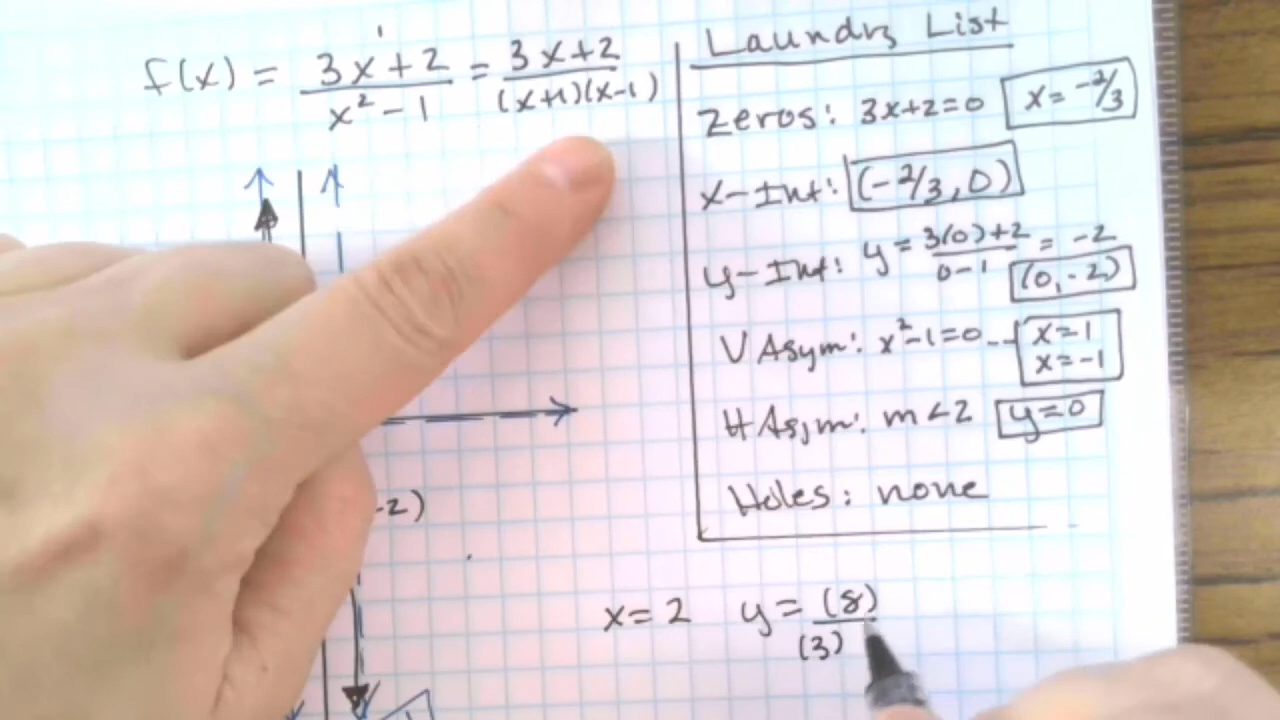 f(x) = 3x¹+2 / x² - 1 = 3x+2 / (x+1)(x-1)
Laundry List
Zeros: 3x+2=0 x = -2/3
x-Int: (-2/3, 0)
y-Int: y = 3(0)+2 / 0-1 = -2
(0, -2)
V Asym: x²-1=0 -- x=1
x=-1
H Asym: m<2 y=0
Holes: none
-2)
x=2 y = (8) / (3)